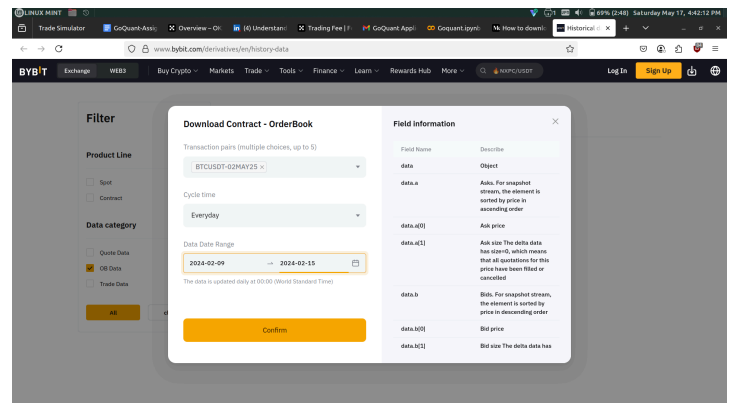 LINUX MINT
69% (2:48) Saturday May 17, 4:42:12 PM
Trade Simulator
GoQuant-Assig
Overview – OK
(4) Understand
Trading Fee | F
GoQuant Appli
Goquant.ipynb
How to downlo
Historical d
www.bybit.com/derivatives/en/history-data
BYBIT
Exchange
WEB3
Buy Crypto
Markets
Trade
Tools
Finance
Learn
Rewards Hub
More
NXPC/USDT
Log In
Sign Up
Filter
Product Line
Spot
Contract
Data category
Quote Data
OB Data
Trade Data
All
Download Contract - OrderBook
Transaction pairs (multiple choices, up to 5)
BTCUSDT-02MAY25 ×
Cycle time
Everyday
Data Date Range
2024-02-09 → 2024-02-15
The data is updated daily at 00:00 (World Standard Time)
Confirm
Field information
Field Name Describe
data Object
data.a Asks. For snapshot
stream, the element is
sorted by price in
ascending order
data.a[0] Ask price
data.a[1] Ask size The delta data
has size=0, which means
that all quotations for this
price have been filled or
cancelled
data.b Bids. For snapshot stream,
the element is sorted by
price in descending order
data.b[0] Bid price
data.b[1] Bid size The delta data has